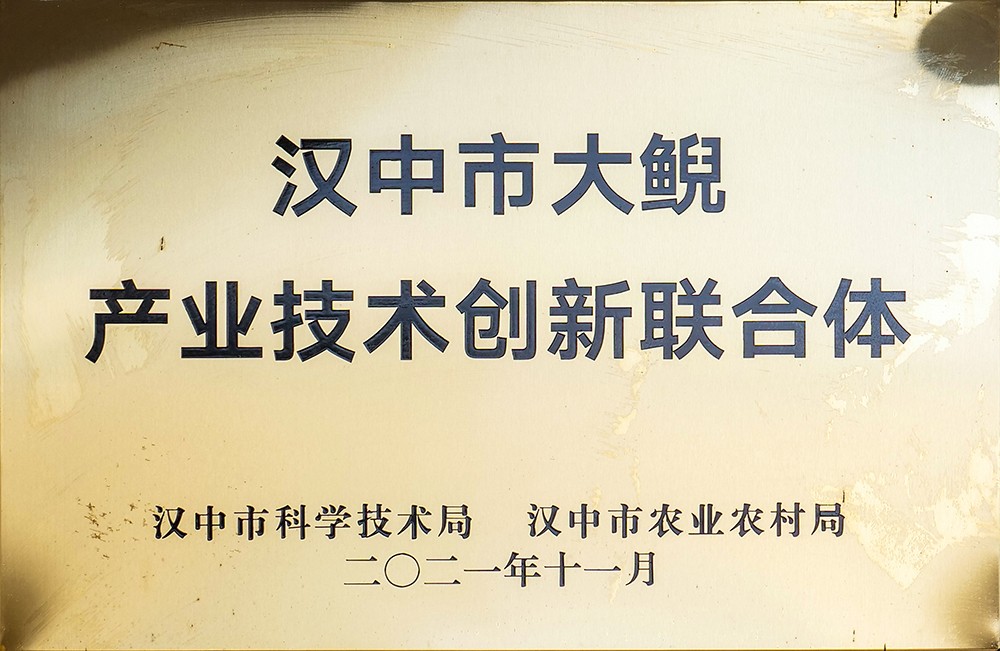 汉中市大鲵
产业技术创新联合体
汉中市科学技术局 汉中市农业农村局
二〇二一年十一月